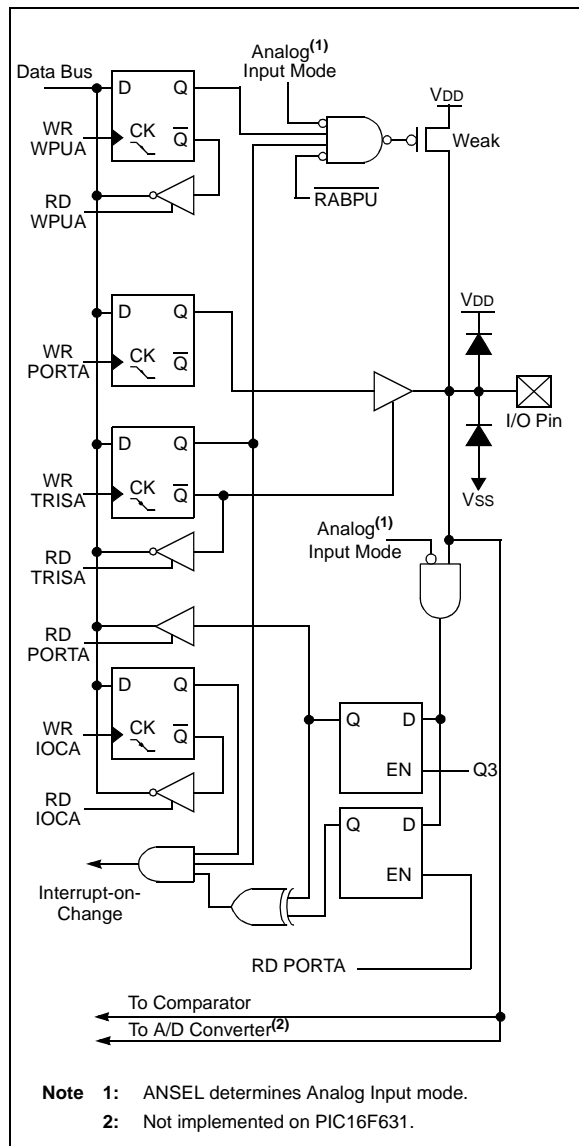 Analog(1)
Input Mode
Data Bus
D Q
VDD
WR
WPUA
CK Q
Weak
RD
WPUA
RABPU
D Q
VDD
WR
PORTA
CK Q
I/O Pin
D Q
WR
TRISA
CK Q
VSS
Analog(1)
Input Mode
RD
TRISA
RD
PORTA
D Q
Q D
WR
IOCA
CK Q
EN Q3
RD
IOCA
Q D
EN
Interrupt-on-
Change
RD PORTA
To Comparator
To A/D Converter(2)
Note 1: ANSEL determines Analog Input mode.
2: Not implemented on PIC16F631.